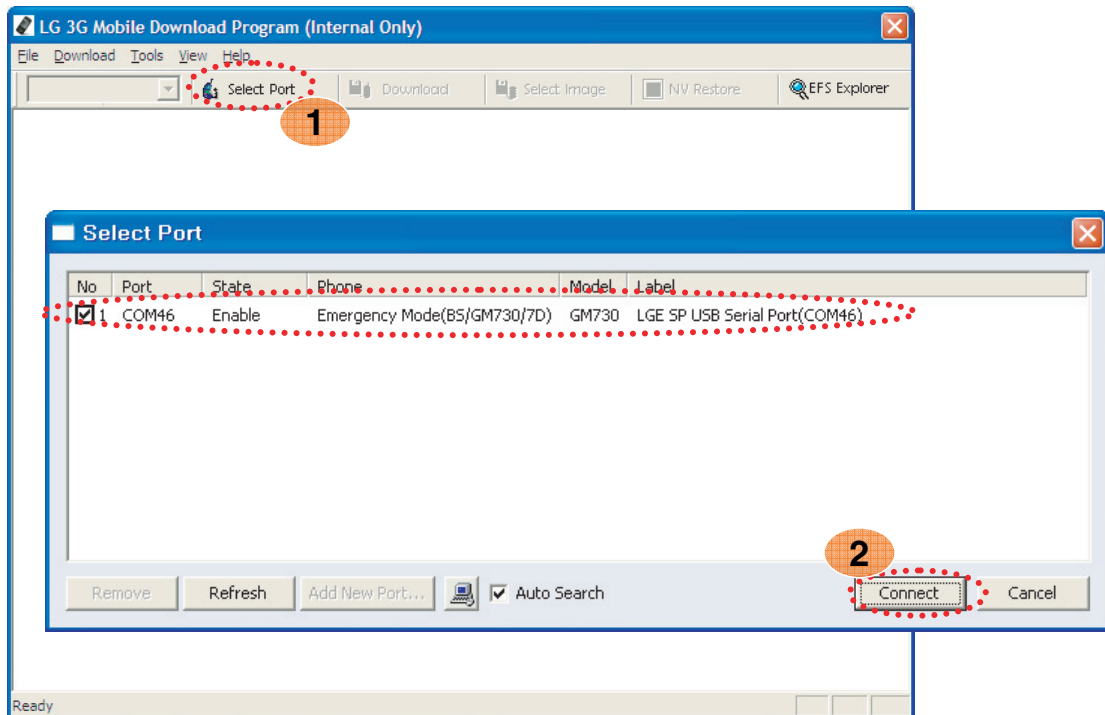 LG 3G Mobile Download Program (Internal Only)
File Download Tools View Help
Select Port Download Select Image NV Restore EFS Explorer
1
Select Port
No Port State Phone Model Label
1 COM46 Enable Emergency Mode(BS/GM730/7D) GM730 LGE SP USB Serial Port(COM46)
2
Remove Refresh Add New Port... Auto Search Connect Cancel
Ready